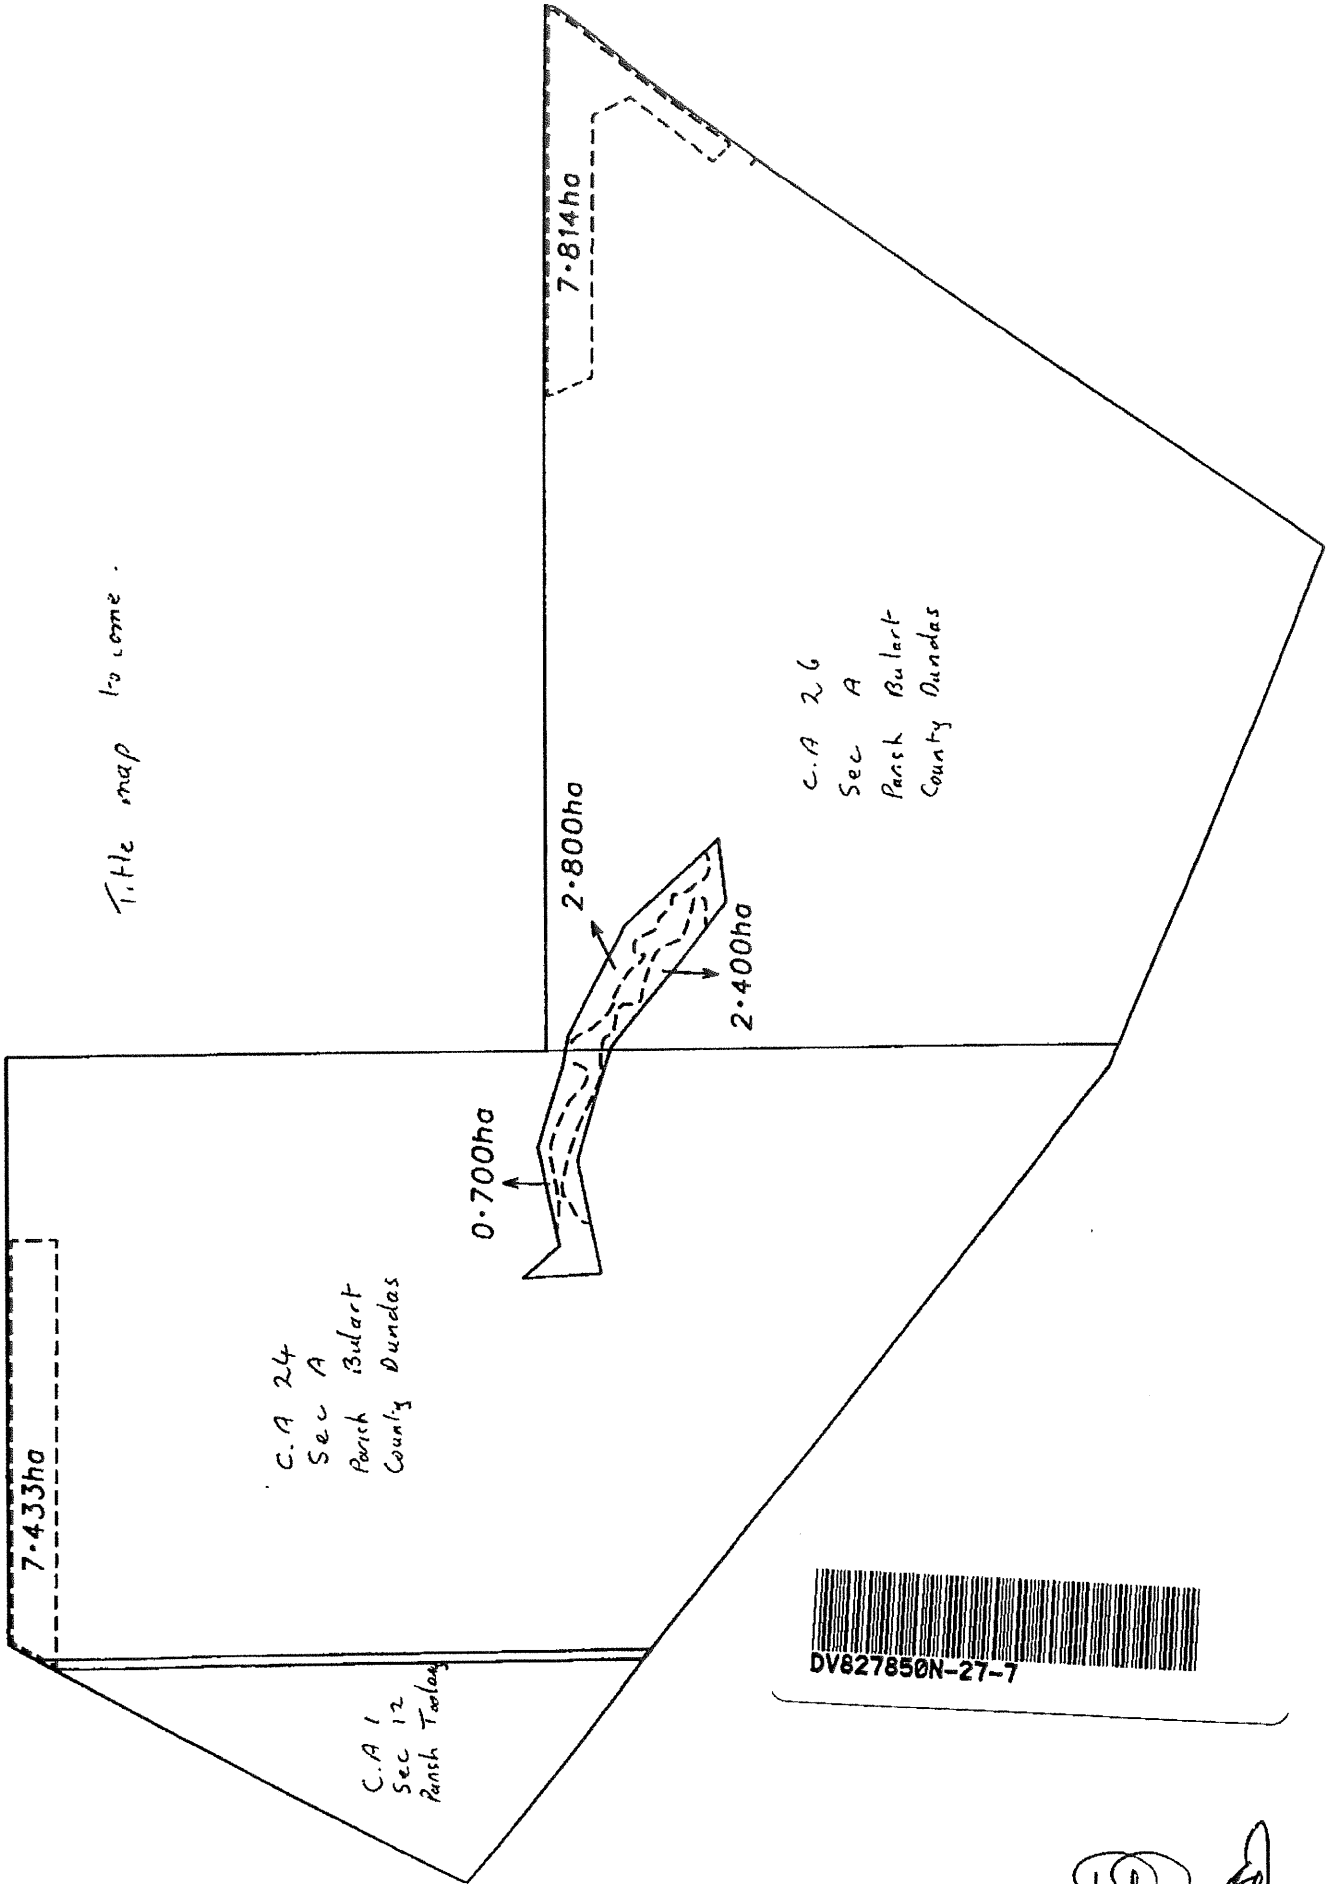 Title map to come.
7.433ha
C.A 24
Sec A
Parish Bulart
County Dundas
C.A 1
Sec 12
Parish Toolang
0.700ha
2.800ha
2.400ha
7.814ha
C.A 26
Sec A
Parish Bulart
County Dundas
DV827850N-27-7